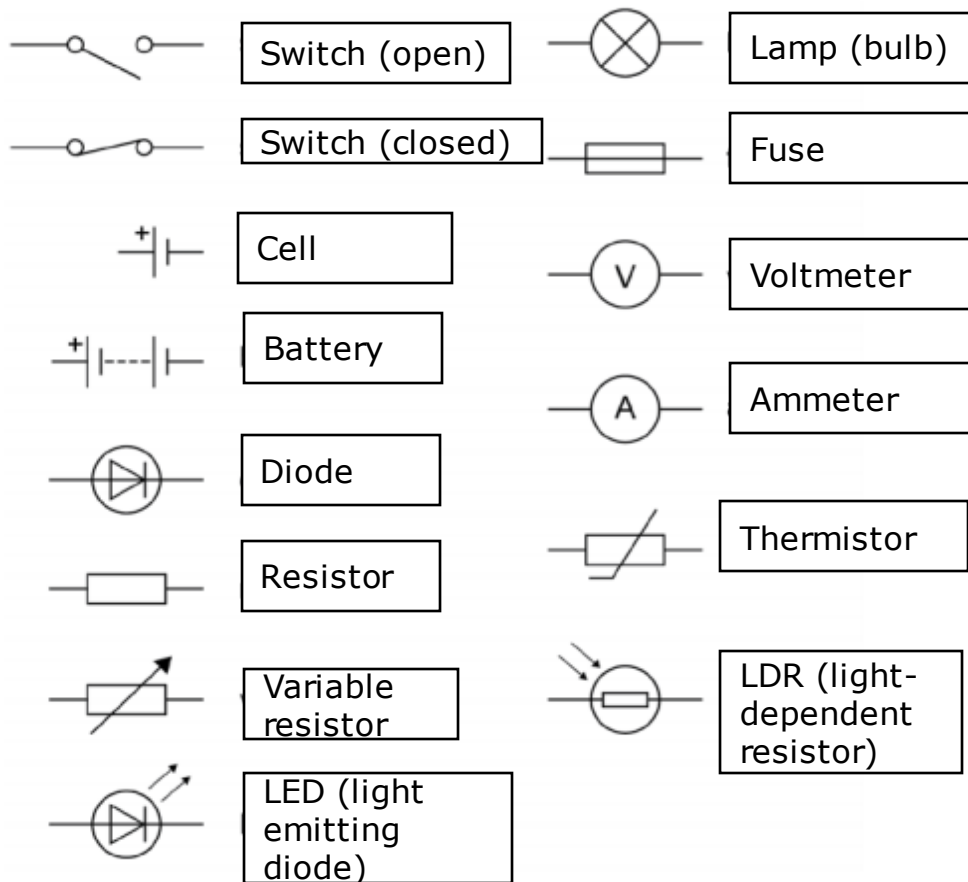 Switch (open)
Switch (closed)
+
Cell
+
Battery
Diode
Resistor
Variable
resistor
LED (light
emitting
diode)
Lamp (bulb)
Fuse
V
Voltmeter
A
Ammeter
Thermistor
LDR (light-
dependent
resistor)